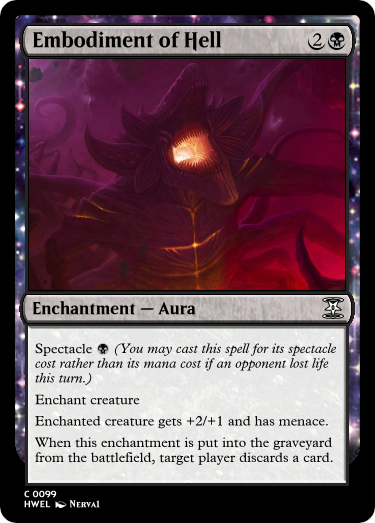 Embodiment of Hell 2
Enchantment — Aura
Spectacle (You may cast this spell for its spectacle
cost rather than its mana cost if an opponent lost life
this turn.)
Enchant creature
Enchanted creature gets +2/+1 and has menace.
When this enchantment is put into the graveyard
from the battlefield, target player discards a card.
C 0099
HWEL Nerval